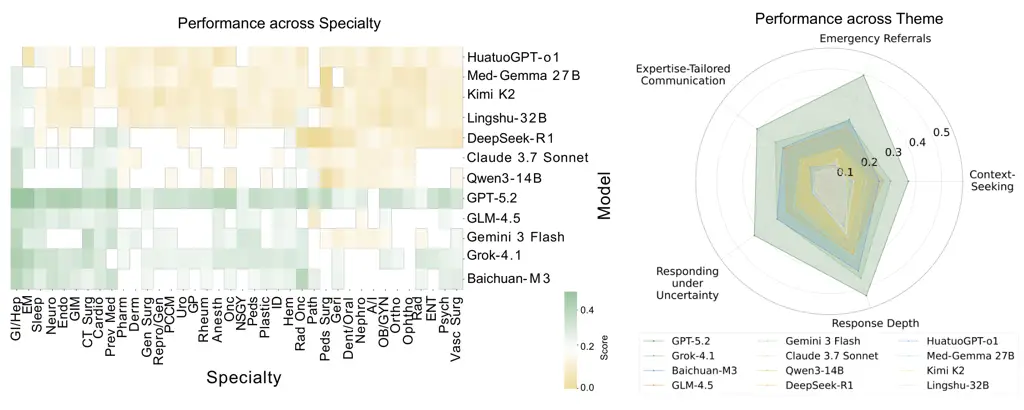 Performance across Specialty
HuatuoGPT-o1
Med-Gemma 27B
Kimi K2
Lingshu-32B
DeepSeek-R1
Claude 3.7 Sonnet
Qwen3-14B
GPT-5.2
GLM-4.5
Gemini 3 Flash
Grok-4.1
Baichuan-M3
Model
GI/Hep
EM
Sleep
Neuro
Endo
GIM
CT Surg
Cardio
Prev Med
Pharm
Derm
Gen Surg
Repro/Gen
PCCM
Uro
GP
Rheum
Anesth
Onc
NSGY
Peds
Plastic
ID
Hem
Rad Onc
Path
Peds Surg
Geri
Dent/Oral
Nephro
A/I
OB/GYN
Ortho
Ophtho
Rad
ENT
Psych
Vasc Surg
Specialty
0.4
0.2
0.0
Score
Performance across Theme
Emergency Referrals
Expertise-Tailored
Communication
0.5
0.4
0.3
0.2
0.1
Context-
Seeking
Responding
under
Uncertainty
Response Depth
GPT-5.2
Grok-4.1
Baichuan-M3
GLM-4.5
Gemini 3 Flash
Claude 3.7 Sonnet
Qwen3-14B
DeepSeek-R1
HuatuoGPT-o1
Med-Gemma 27B
Kimi K2
Lingshu-32B